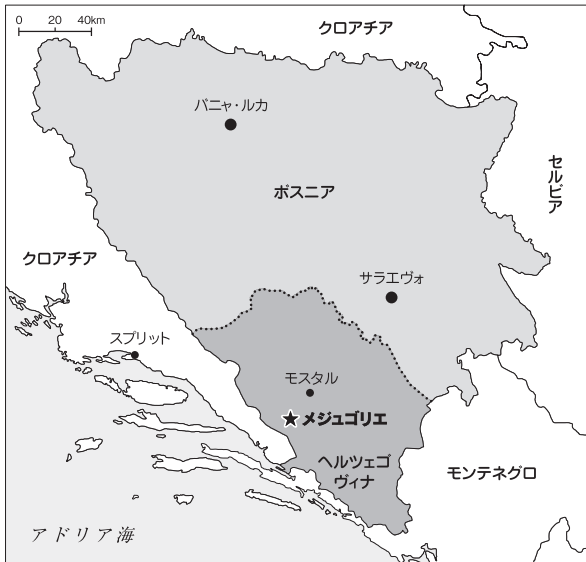 0 20 40km
クロアチア
バニャ・ルカ
ボスニア
セルビア
クロアチア
サラエヴォ
スプリット
モスタル
★メジュゴリエ
ヘルツェゴ
ヴィナ
モンテネグロ
アドリア海